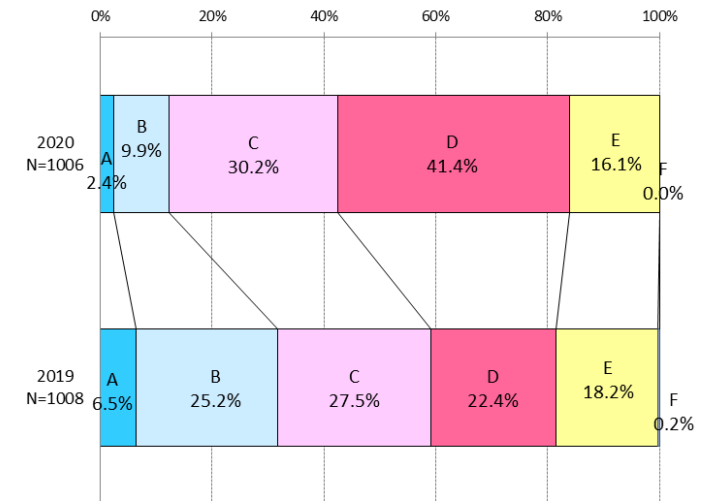 0% 20% 40% 60% 80% 100%
2020
N=1006
A
2.4%
B
9.9%
C
30.2%
D
41.4%
E
16.1%
F
0.0%
2019
N=1008
A
6.5%
B
25.2%
C
27.5%
D
22.4%
E
18.2%
F
0.2%